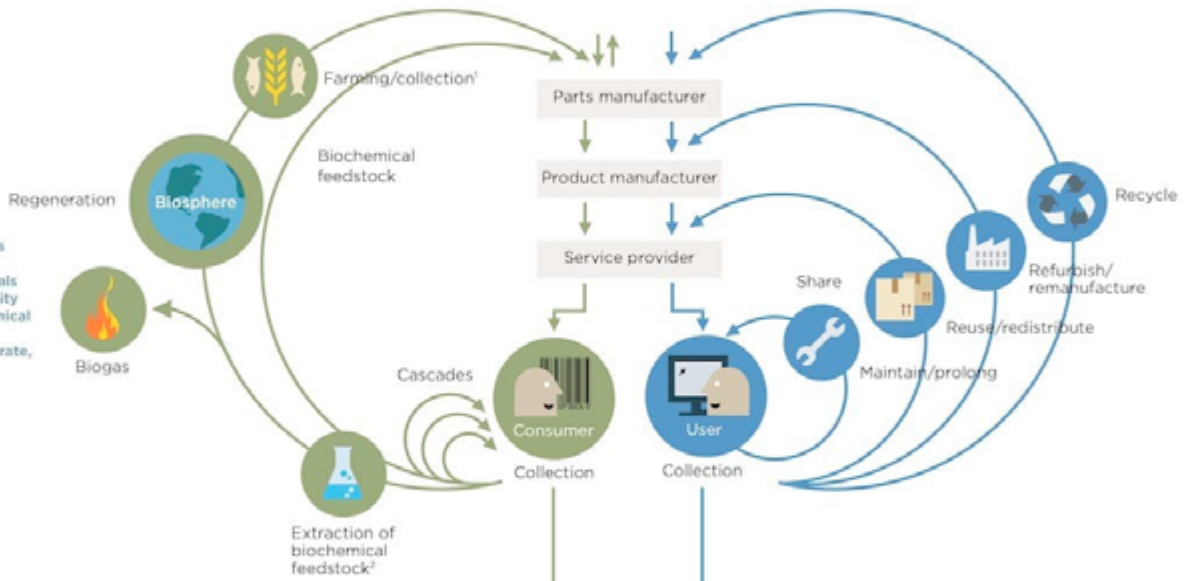 Farming/collection¹
Parts manufacturer
Biochemical
feedstock
Product manufacturer
Regeneration
Biosphere
Recycle
Service provider
Share
Refurbish/
remanufacture
Reuse/redistribute
Biogas
Maintain/prolong
Cascades
Consumer
User
Collection
Collection
Extraction of
biochemical
feedstock²